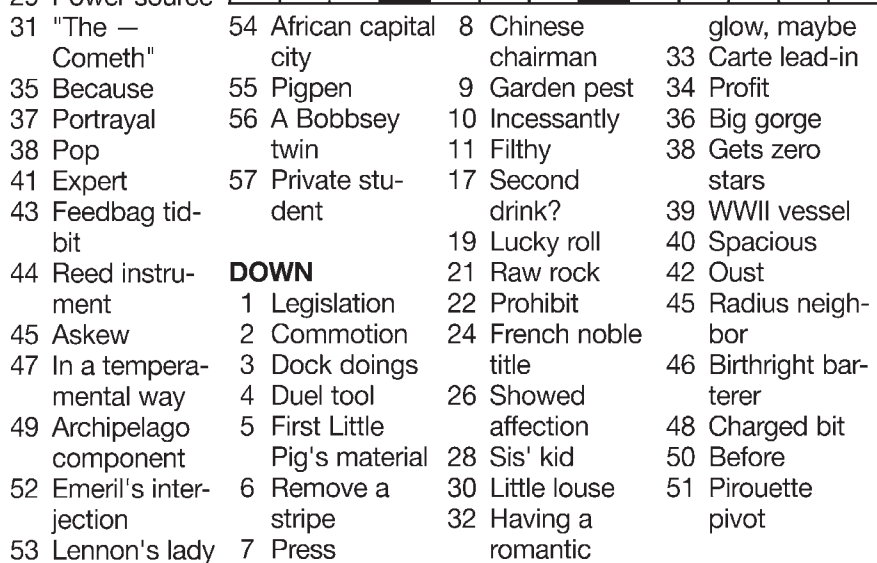 29 Power source
31 "The —
Cometh"
35 Because
37 Portrayal
38 Pop
41 Expert
43 Feedbag tid-
bit
44 Reed instru-
ment
45 Askew
47 In a tempera-
mental way
49 Archipelago
component
52 Emeril's inter-
jection
53 Lennon's lady
54 African capital
city
55 Pigpen
56 A Bobbsey
twin
57 Private stu-
dent
DOWN
1 Legislation
2 Commotion
3 Dock doings
4 Duel tool
5 First Little
Pig's material
6 Remove a
stripe
7 Press
8 Chinese
chairman
9 Garden pest
10 Incessantly
11 Filthy
17 Second
drink?
19 Lucky roll
21 Raw rock
22 Prohibit
24 French noble
title
26 Showed
affection
28 Sis' kid
30 Little louse
32 Having a
romantic
glow, maybe
33 Carte lead-in
34 Profit
36 Big gorge
38 Gets zero
stars
39 WWII vessel
40 Spacious
42 Oust
45 Radius neigh-
bor
46 Birthright bar-
terer
48 Charged bit
50 Before
51 Pirouette
pivot